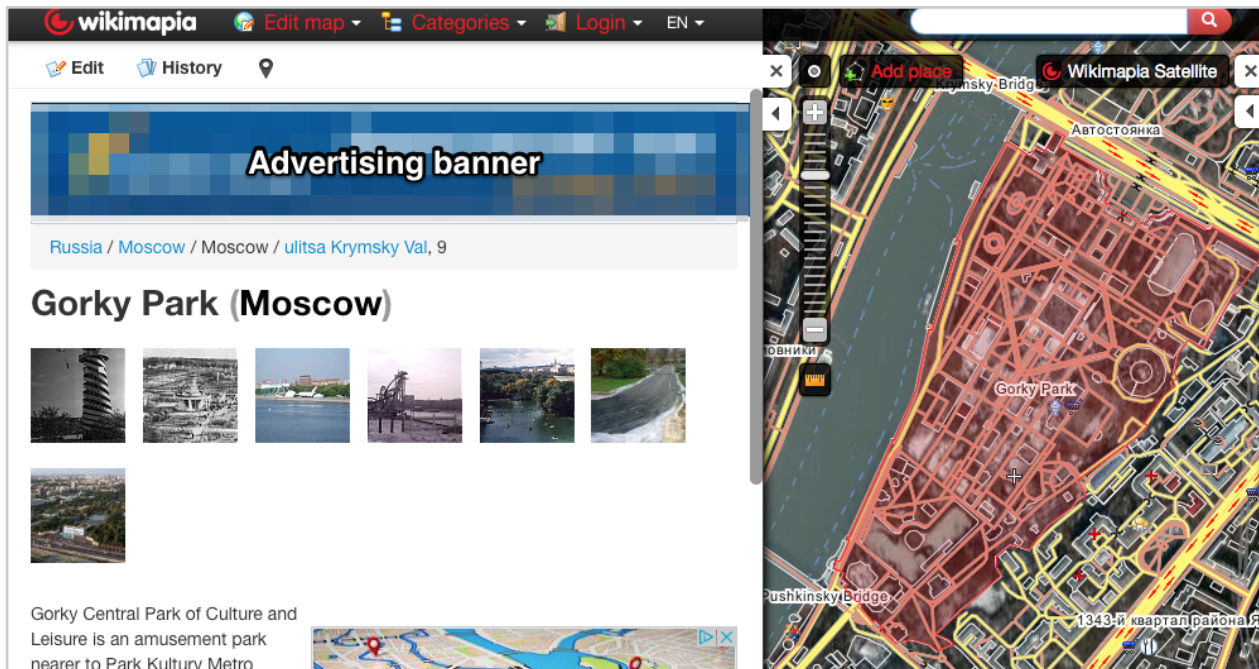 wikimapia
Edit map
Categories
Login
EN
Edit
History
Advertising banner
Russia / Moscow / Moscow / ulitsa Krymsky Val, 9
Gorky Park (Moscow)
Gorky Central Park of Culture and
Leisure is an amusement park
nearer to Park Kultury Metro
Add place
Wikimapia Satellite
Krymsky Bridge
Автостоянка
овники
Gorky Park
Pushkinsky Bridge
1343-й квартал района Я